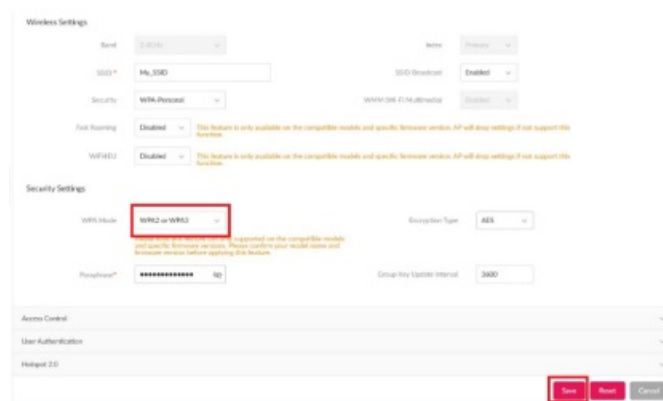 Wireless Settings
Band 2.4GHz Index Primary
SSID * My_SSID SSID Broadcast Enabled
Security WPA-Personal WMM (Wi-Fi Multimedia) Enabled
Fast Roaming Disabled This feature is only available on the compatible models and specific firmware version. AP will drop settings if not support this
function.
WIFI4EU Disabled This feature is only available on the compatible models and specific firmware version. AP will drop settings if not support this
function.
Security Settings
WPA Mode WPA2 or WPA3 Encryption Type AES
supported on the compatible models
and specific firmware versions. Please confirm your model name and
firmware version before applying this feature.
Passphrase* ••••••••••••• Group Key Update Interval 3600
Access Control
User Authentication
Hotspot 2.0
Save Reset Cancel